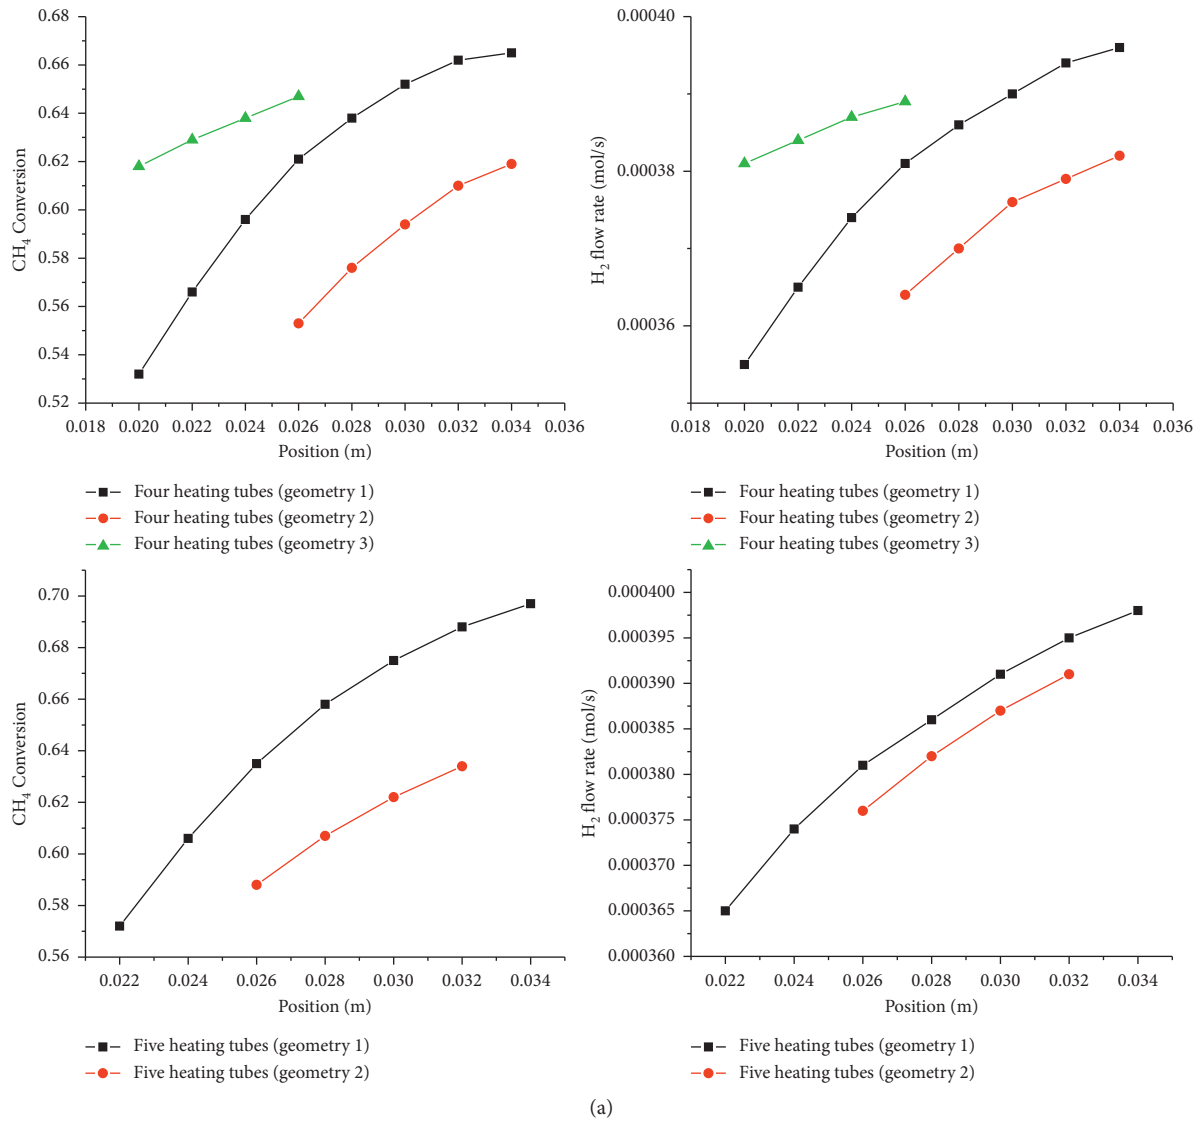 0.68
0.66
0.64
0.62
0.60
0.58
0.56
0.54
0.52
CH4 Conversion
0.018 0.020 0.022 0.024 0.026 0.028 0.030 0.032 0.034 0.036
Position (m)
Four heating tubes (geometry 1)
Four heating tubes (geometry 2)
Four heating tubes (geometry 3)
0.00040
0.00038
0.00036
H2 flow rate (mol/s)
0.018 0.020 0.022 0.024 0.026 0.028 0.030 0.032 0.034 0.036
Position (m)
Four heating tubes (geometry 1)
Four heating tubes (geometry 2)
Four heating tubes (geometry 3)
0.70
0.68
0.66
0.64
0.62
0.60
0.58
0.56
CH4 Conversion
0.022 0.024 0.026 0.028 0.030 0.032 0.034
Position (m)
Five heating tubes (geometry 1)
Five heating tubes (geometry 2)
0.000400
0.000395
0.000390
0.000385
0.000380
0.000375
0.000370
0.000365
0.000360
H2 flow rate (mol/s)
0.022 0.024 0.026 0.028 0.030 0.032 0.034
Position (m)
Five heating tubes (geometry 1)
Five heating tubes (geometry 2)
(a)